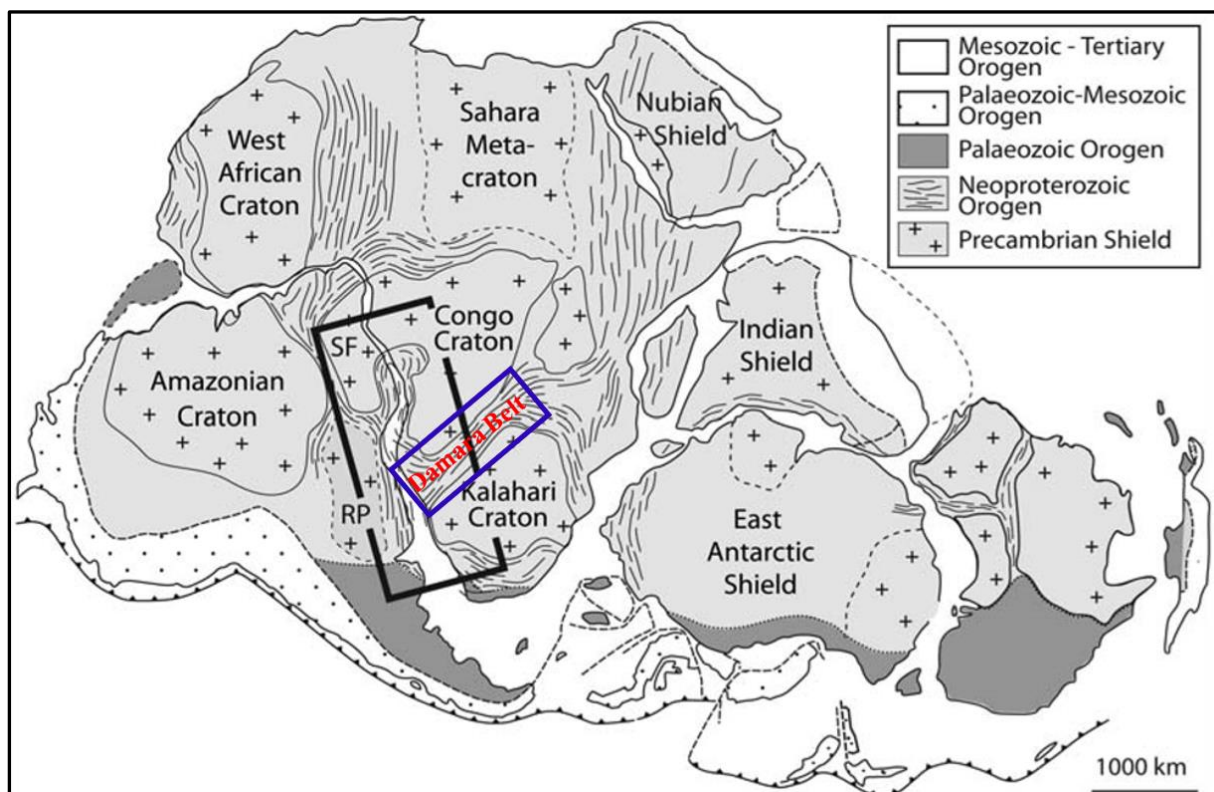 Mesozoic - Tertiary
Orogen
Palaeozoic-Mesozoic
Orogen
Palaeozoic Orogen
Neoproterozoic
Orogen
Precambrian Shield
West
African
Craton
Sahara
Meta-
craton
Nubian
Shield
Congo
Craton
SF
Amazonian
Craton
Indian
Shield
Damara Belt
Kalahari
Craton
RP
East
Antarctic
Shield
1000 km